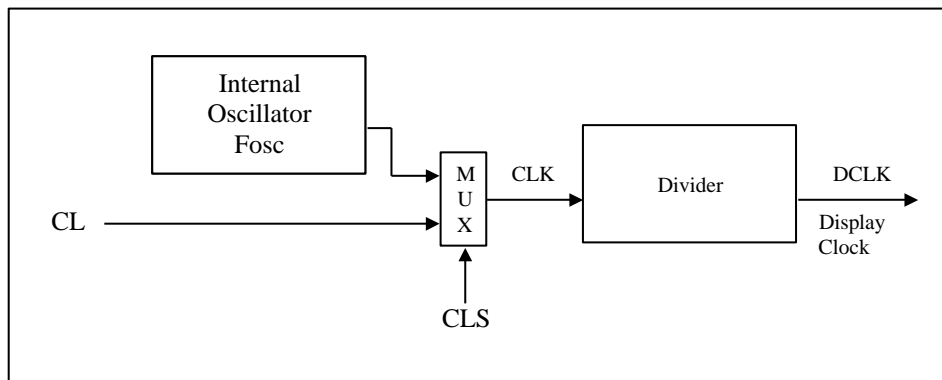 Internal
Oscillator
Fosc
M
U
X
CLK
Divider
DCLK
CL
Display
Clock
CLS